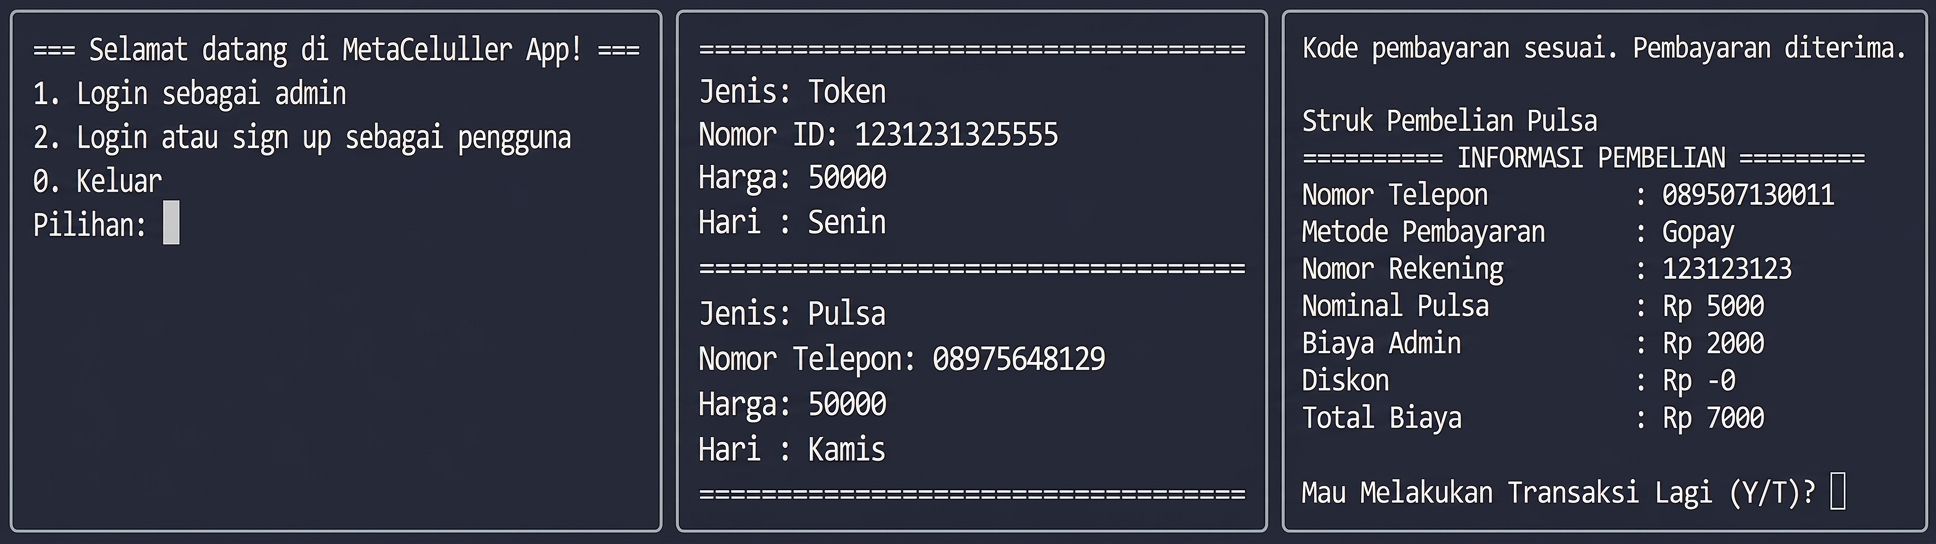 === Selamat datang di MetaCeluller App! ===
1. Login sebagai admin
2. Login atau sign up sebagai pengguna
0. Keluar
Pilihan:
===================================
Jenis: Token
Nomor ID: 1231231325555
Harga: 50000
Hari : Senin
===================================
Jenis: Pulsa
Nomor Telepon: 08975648129
Harga: 50000
Hari : Kamis
===================================
Kode pembayaran sesuai. Pembayaran diterima.
Struk Pembelian Pulsa
========== INFORMASI PEMBELIAN =========
Nomor Telepon : 089507130011
Metode Pembayaran : Gopay
Nomor Rekening : 123123123
Nominal Pulsa : Rp 5000
Biaya Admin : Rp 2000
Diskon : Rp -0
Total Biaya : Rp 7000
Mau Melakukan Transaksi Lagi (Y/T)?